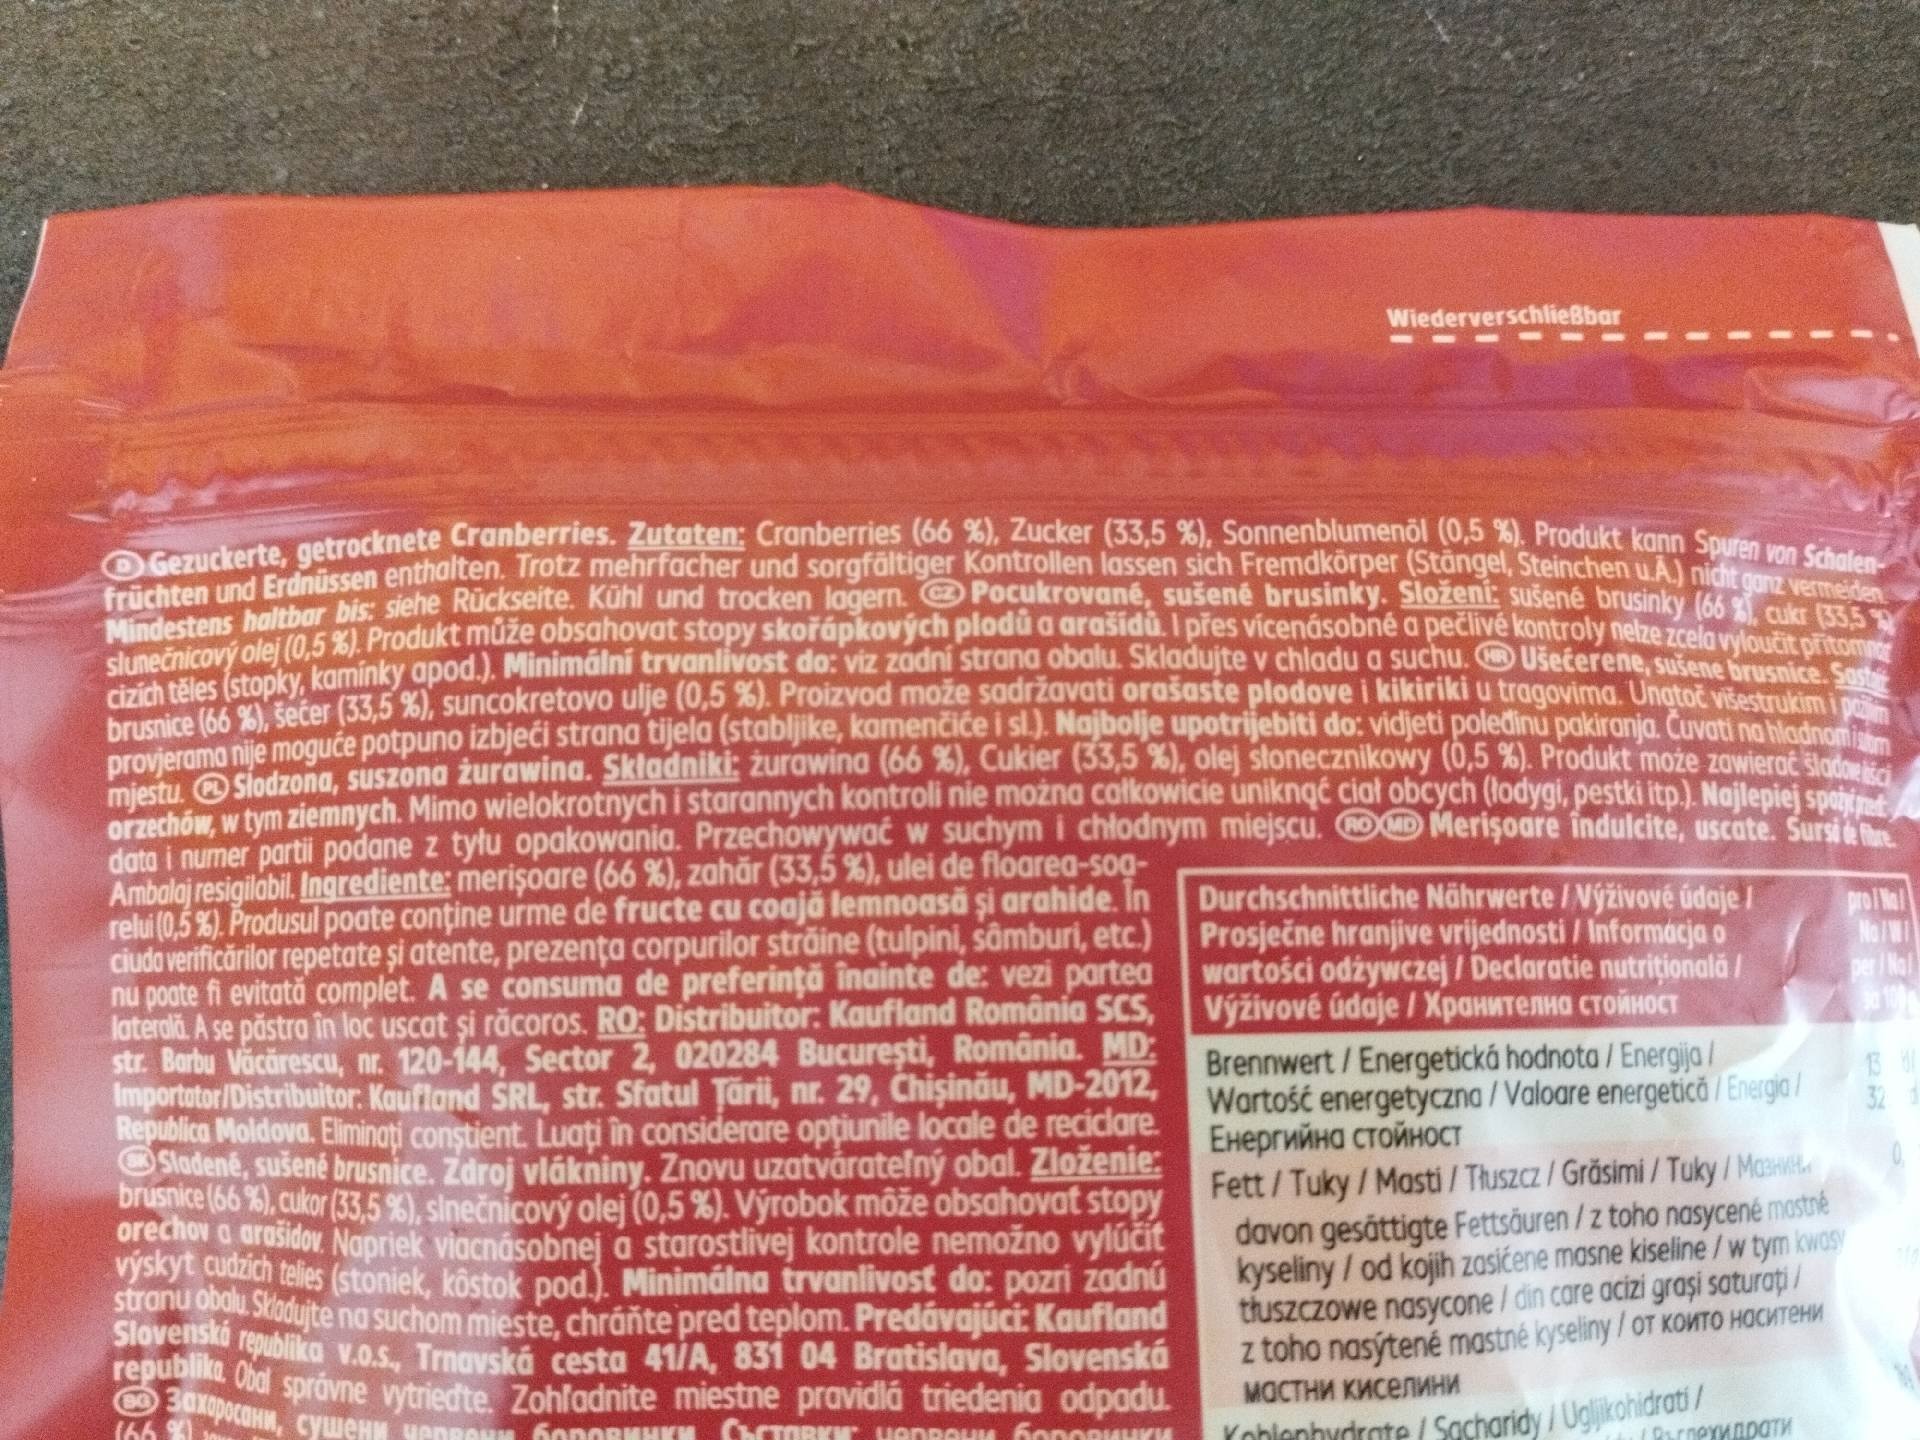 Wiederverschließbar
D Gezuckerte, getrocknete Cranberries. Zutaten: Cranberries (66 %), Zucker (33,5 %), Sonnenblumenöl (0,5 %). Produkt kann Spuren von Schalen-
früchten und Erdnüssen enthalten. Trotz mehrfacher und sorgfältiger Kontrollen lassen sich Fremdkörper (Stängel, Steinchen u.Ä.) nicht ganz vermeiden.
Mindestens haltbar bis: siehe Rückseite. Kühl und trocken lagern. CZ Pocukrované, sušené brusinky. Složení: sušené brusinky (66 %), cukr (33,5 %)
slunečnicový olej (0,5 %). Produkt může obsahovat stopy skořápkových plodů a arašídů. I přes vícenásobné a pečlivé kontroly nelze zcela vyloučit
cizích těles (stopky, kamínky apod.). Minimální trvanlivost do: viz zadní strana obalu. Skladujte v chladu a suchu. HR Ušećerene, sušene brusnice.
brusnice (66 %), šećer (33,5 %), suncokretovo ulje (0,5 %). Proizvod može sadržavati orašaste plodove i kikiriki u tragovima. Unatoč višestrukim i
provjerama nije moguće potpuno izbjeći strana tijela (stabljike, kamenčiće i sl.). Najbolje upotrijebiti do: vidjeti poleđinu pakiranja. Čuvati na hladnom i
mjestu. PL Słodzona, suszona żurawina. Składniki: żurawina (66 %), Cukier (33,5 %), olej słonecznikowy (0,5 %). Produkt może zawierać śladowe ilości
orzechów, w tym ziemnych. Mimo wielokrotnych i starannych kontroli nie można całkowicie uniknąć ciał obcych (łodygi, pestki itp.). Najlepiej spożyć przed:
data i numer partii podane z tyłu opakowania. Przechowywać w suchym i chłodnym miejscu. RO MD Merișoare îndulcite, uscate. Sursă de fibre.
Ambalaj resigilabil. Ingrediente: merișoare (66 %), zahăr (33,5 %), ulei de floarea-soa-
relui (0,5 %). Produsul poate conține urme de fructe cu coajă lemnoasă și arahide. În
ciuda verificărilor repetate și atente, prezența corpurilor străine (tulpini, sâmburi, etc.)
nu poate fi evitată complet. A se consuma de preferință înainte de: vezi partea
laterală. A se păstra în loc uscat și răcoros. RO: Distribuitor: Kaufland România SCS,
str. Barbu Văcărescu, nr. 120-144, Sector 2, 020284 București, România. MD:
Importator/Distribuitor: Kaufland SRL, str. Sfatul Țării, nr. 29, Chișinău, MD-2012,
Republica Moldova. Eliminați conștient. Luați în considerare opțiunile locale de reciclare.
SK Sladené, sušené brusnice. Zdroj vlákniny. Znovu uzatvárateľný obal. Zloženie:
brusnice (66 %), cukor (33,5 %), slnečnicový olej (0,5 %). Výrobok môže obsahovať stopy
orechov a arašidov. Napriek viacnásobnej a starostlivej kontrole nemožno vylúčiť
výskyt cudzích telies (stoniek, kôstok pod.). Minimálna trvanlivosť do: pozri zadnú
stranu obalu. Skladujte na suchom mieste, chráňte pred teplom. Predávajúci: Kaufland
Slovenská republika v.o.s., Trnavská cesta 41/A, 831 04 Bratislava, Slovenská
republika. Obal správne vytrieďte. Zohľadnite miestne pravidlá triedenia odpadu.
BG Захаросани, сушени червени боровинки. Съставки: червени боровинки
(66 %)
Durchschnittliche Nährwerte / Výživové údaje / pro / Na /
Prosječne hranjive vrijednosti / Informacja o Na / W /
wartości odżywczej / Declaratie nutrițională / per / Na /
Výživové údaje / Хранителна стойност за 100
Brennwert / Energetická hodnota / Energija /
Wartość energetyczna / Valoare energetică / Energia /
Енергийна стойност
Fett / Tuky / Masti / Tłuszcz / Grăsimi / Tuky / Мазнини
davon gesättigte Fettsäuren / z toho nasycené mastné
kyseliny / od kojih zasićene masne kiseline / w tym kwasy
tłuszczowe nasycone / din care acizi grași saturați /
z toho nasýtené mastné kyseliny / от които наситени
мастни киселини
Kohlenhydrate / Sacharidy / Ugljikohidrati /